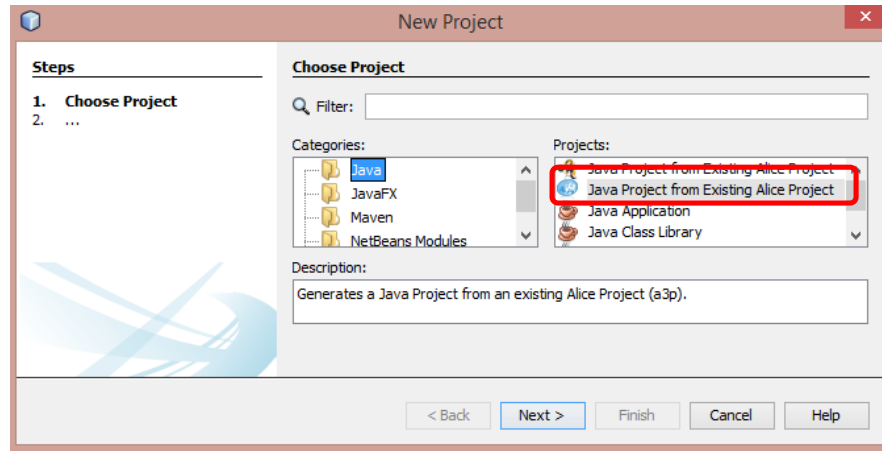 New Project
Steps
1. Choose Project
2. ...
Choose Project
Filter:
Categories:
Java
JavaFX
Maven
NetBeans Modules
Projects:
Java Project from Existing Alice Project
Java Project from Existing Alice Project
Java Application
Java Class Library
Description:
Generates a Java Project from an existing Alice Project (a3p).
< Back
Next >
Finish
Cancel
Help